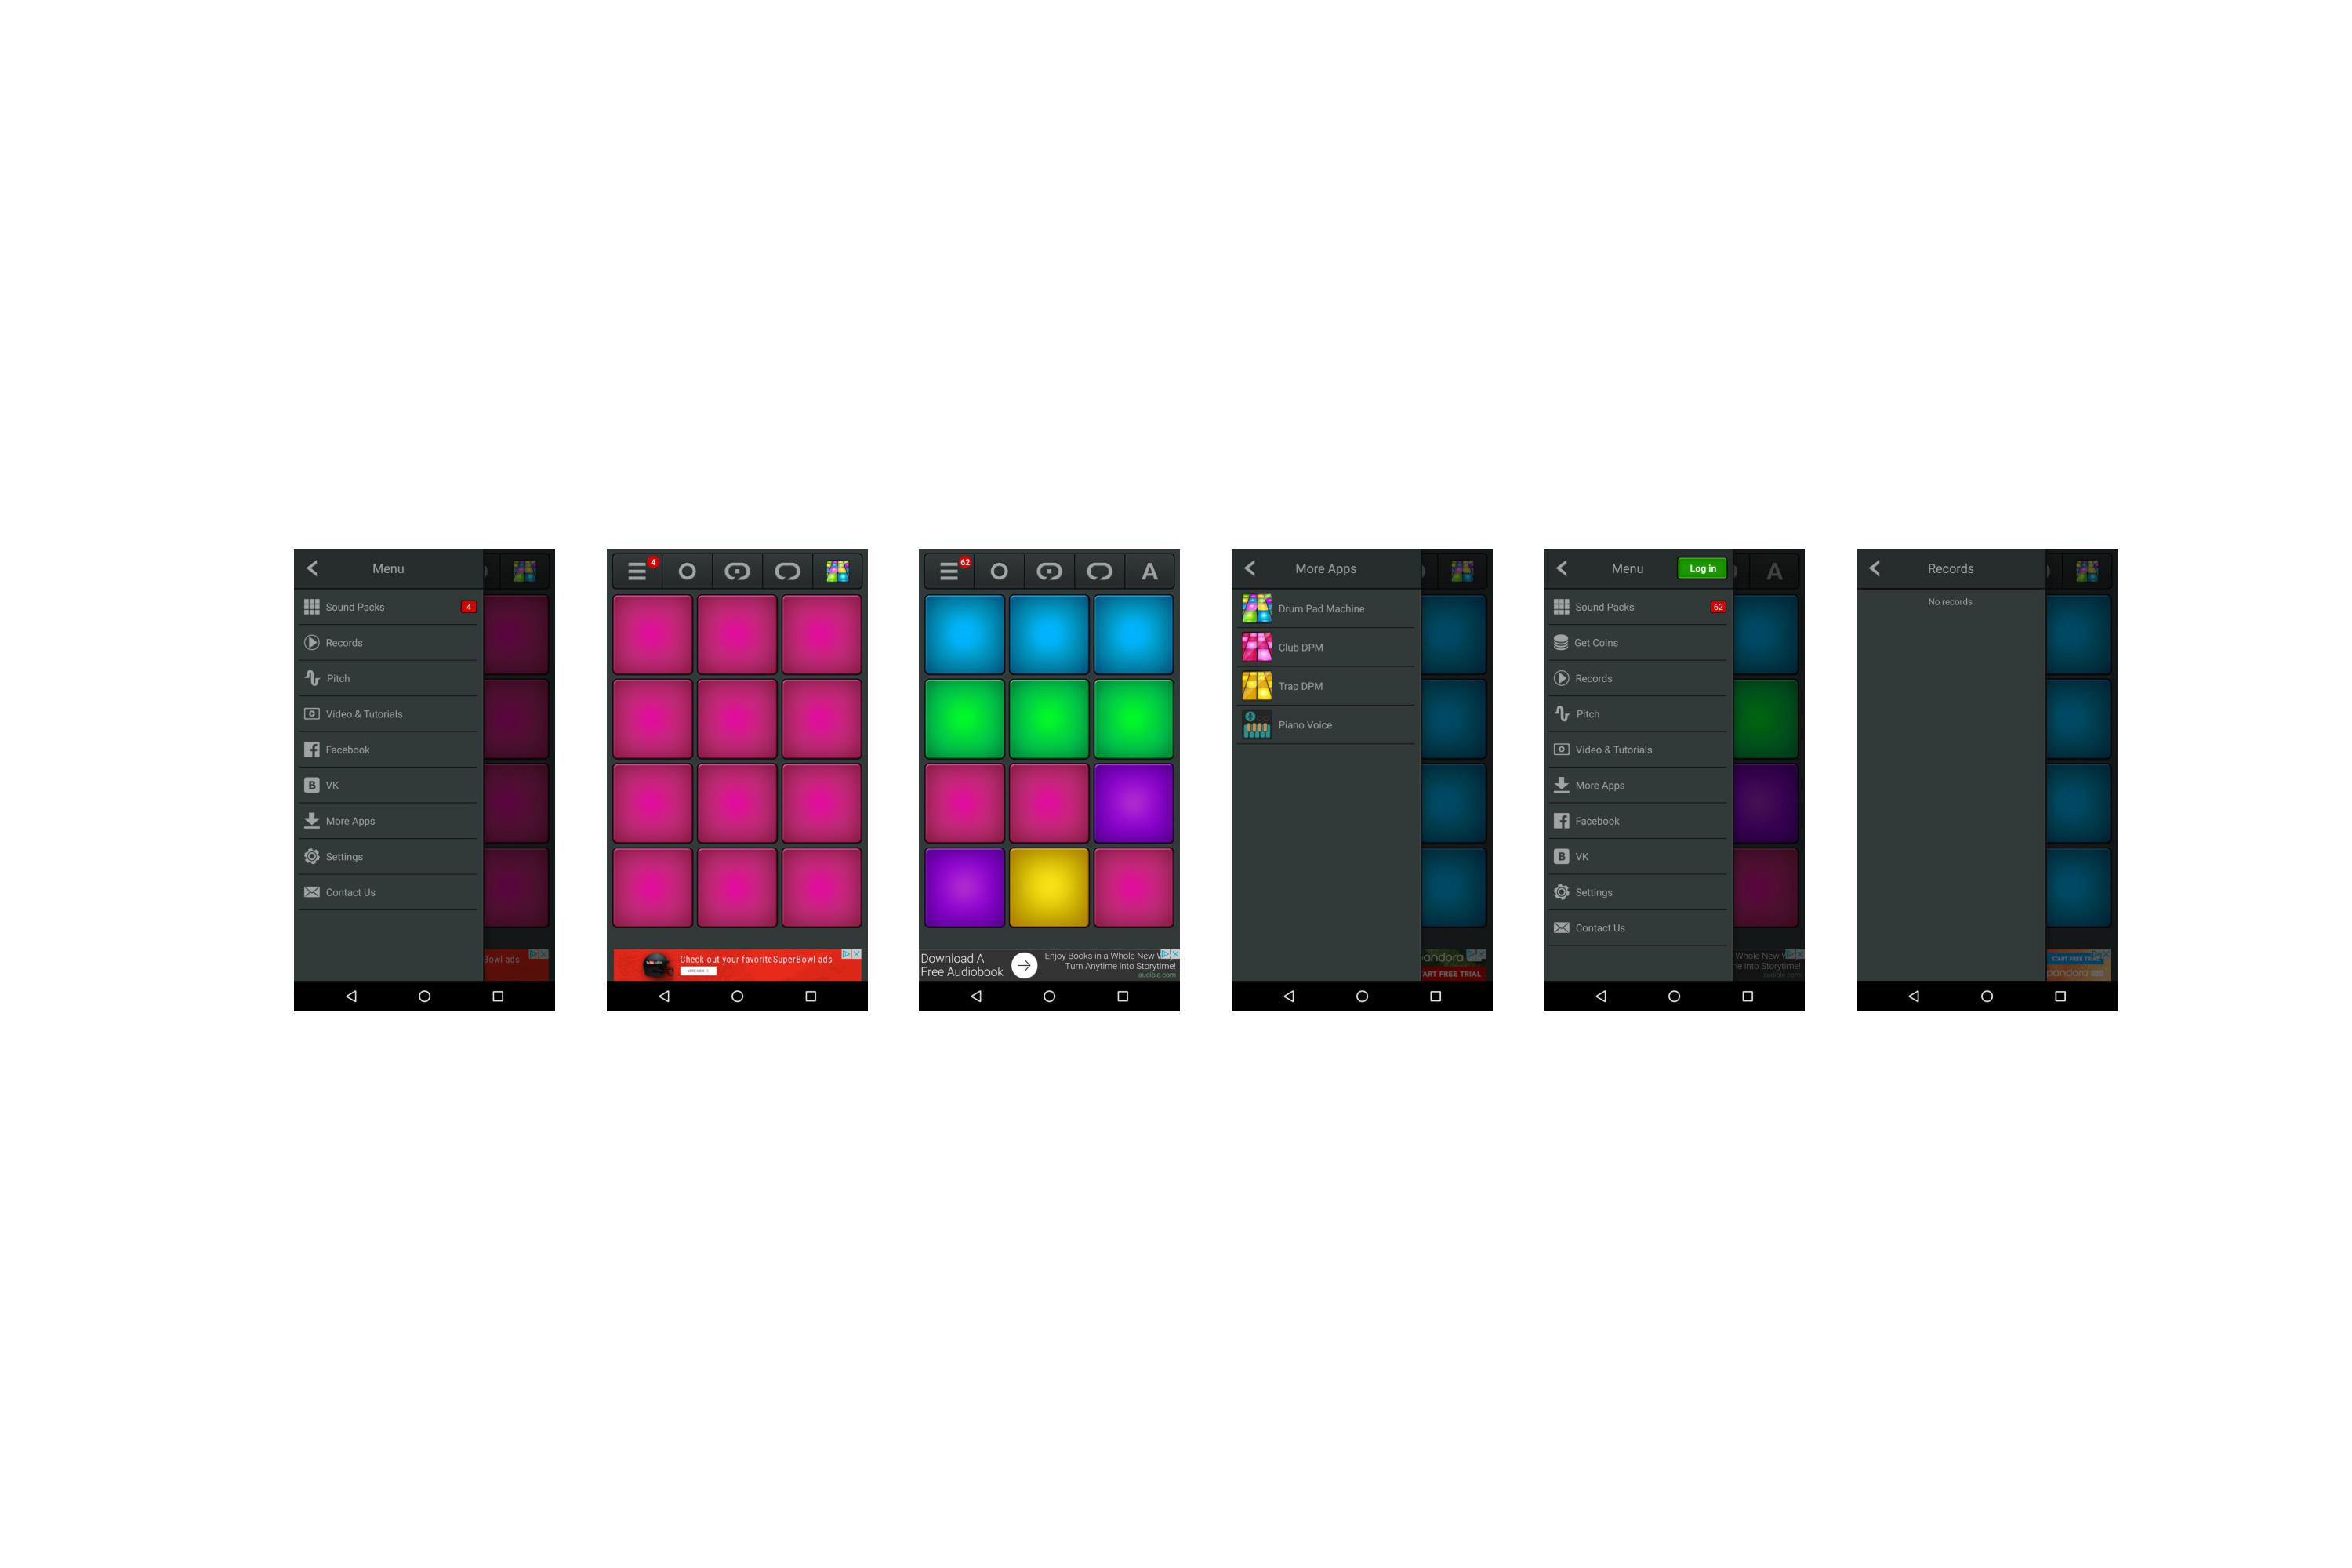 Menu
Sound Packs 4
Records
Pitch
Video & Tutorials
Facebook
B VK
More Apps
Settings
Contact Us
Bowl ads
4
Check out your favoriteSuperBowl ads
VOTE NOW
62
A
Download A
Free Audiobook
Enjoy Books in a Whole New
Turn Anytime into Storytime!
audible.com
More Apps
Drum Pad Machine
Club DPM
Trap DPM
Piano Voice
andora
ART FREE TRIAL
Menu Log in
Sound Packs 62
Get Coins
Records
Pitch
Video & Tutorials
More Apps
Facebook
B VK
Settings
Contact Us
A
Whole New
e into Storytime!
audible.com
Records
No records
START FREE TRIAL
pandora